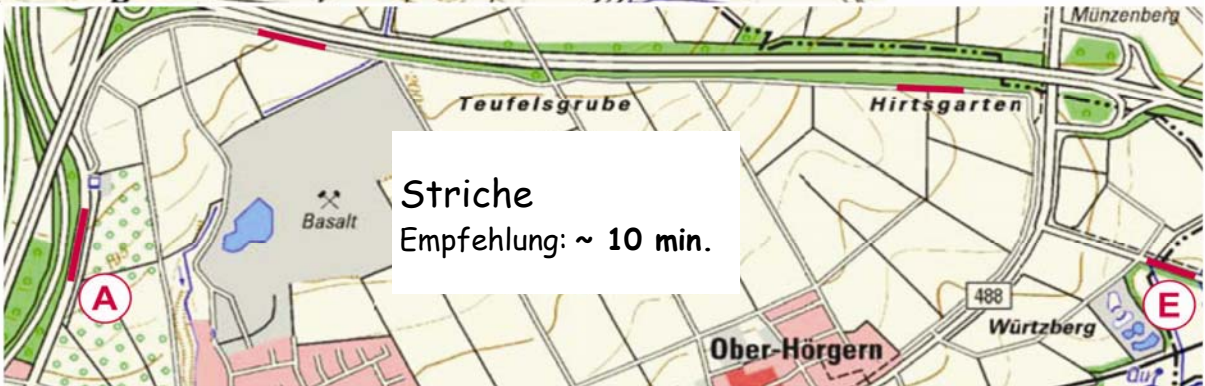 Münzenberg
Teufelsgrube
Hirtsgarten
Striche
Empfehlung: ~ 10 min.
Basalt
A
488
E
Würtzberg
Ober-Hörgern